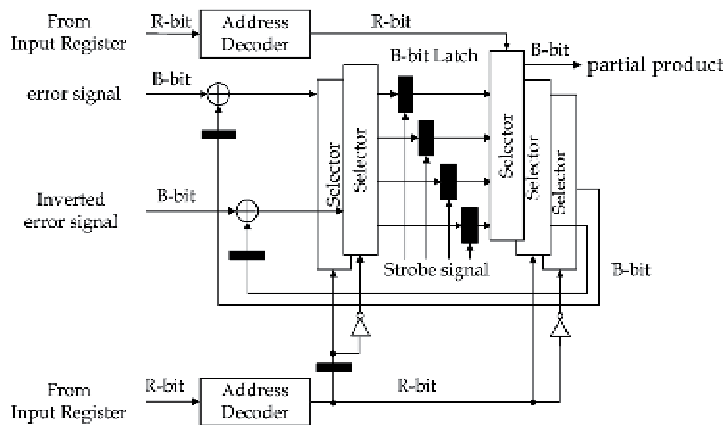 From
Input Register
R-bit
Address
Decoder
R-bit
B-bit Latch
B-bit
partial product
error signal
B-bit
Selector
Selector
Selector
Selector
Selector
Inverted
error signal
B-bit
Strobe signal
B-bit
From
Input Register
R-bit
Address
Decoder
R-bit